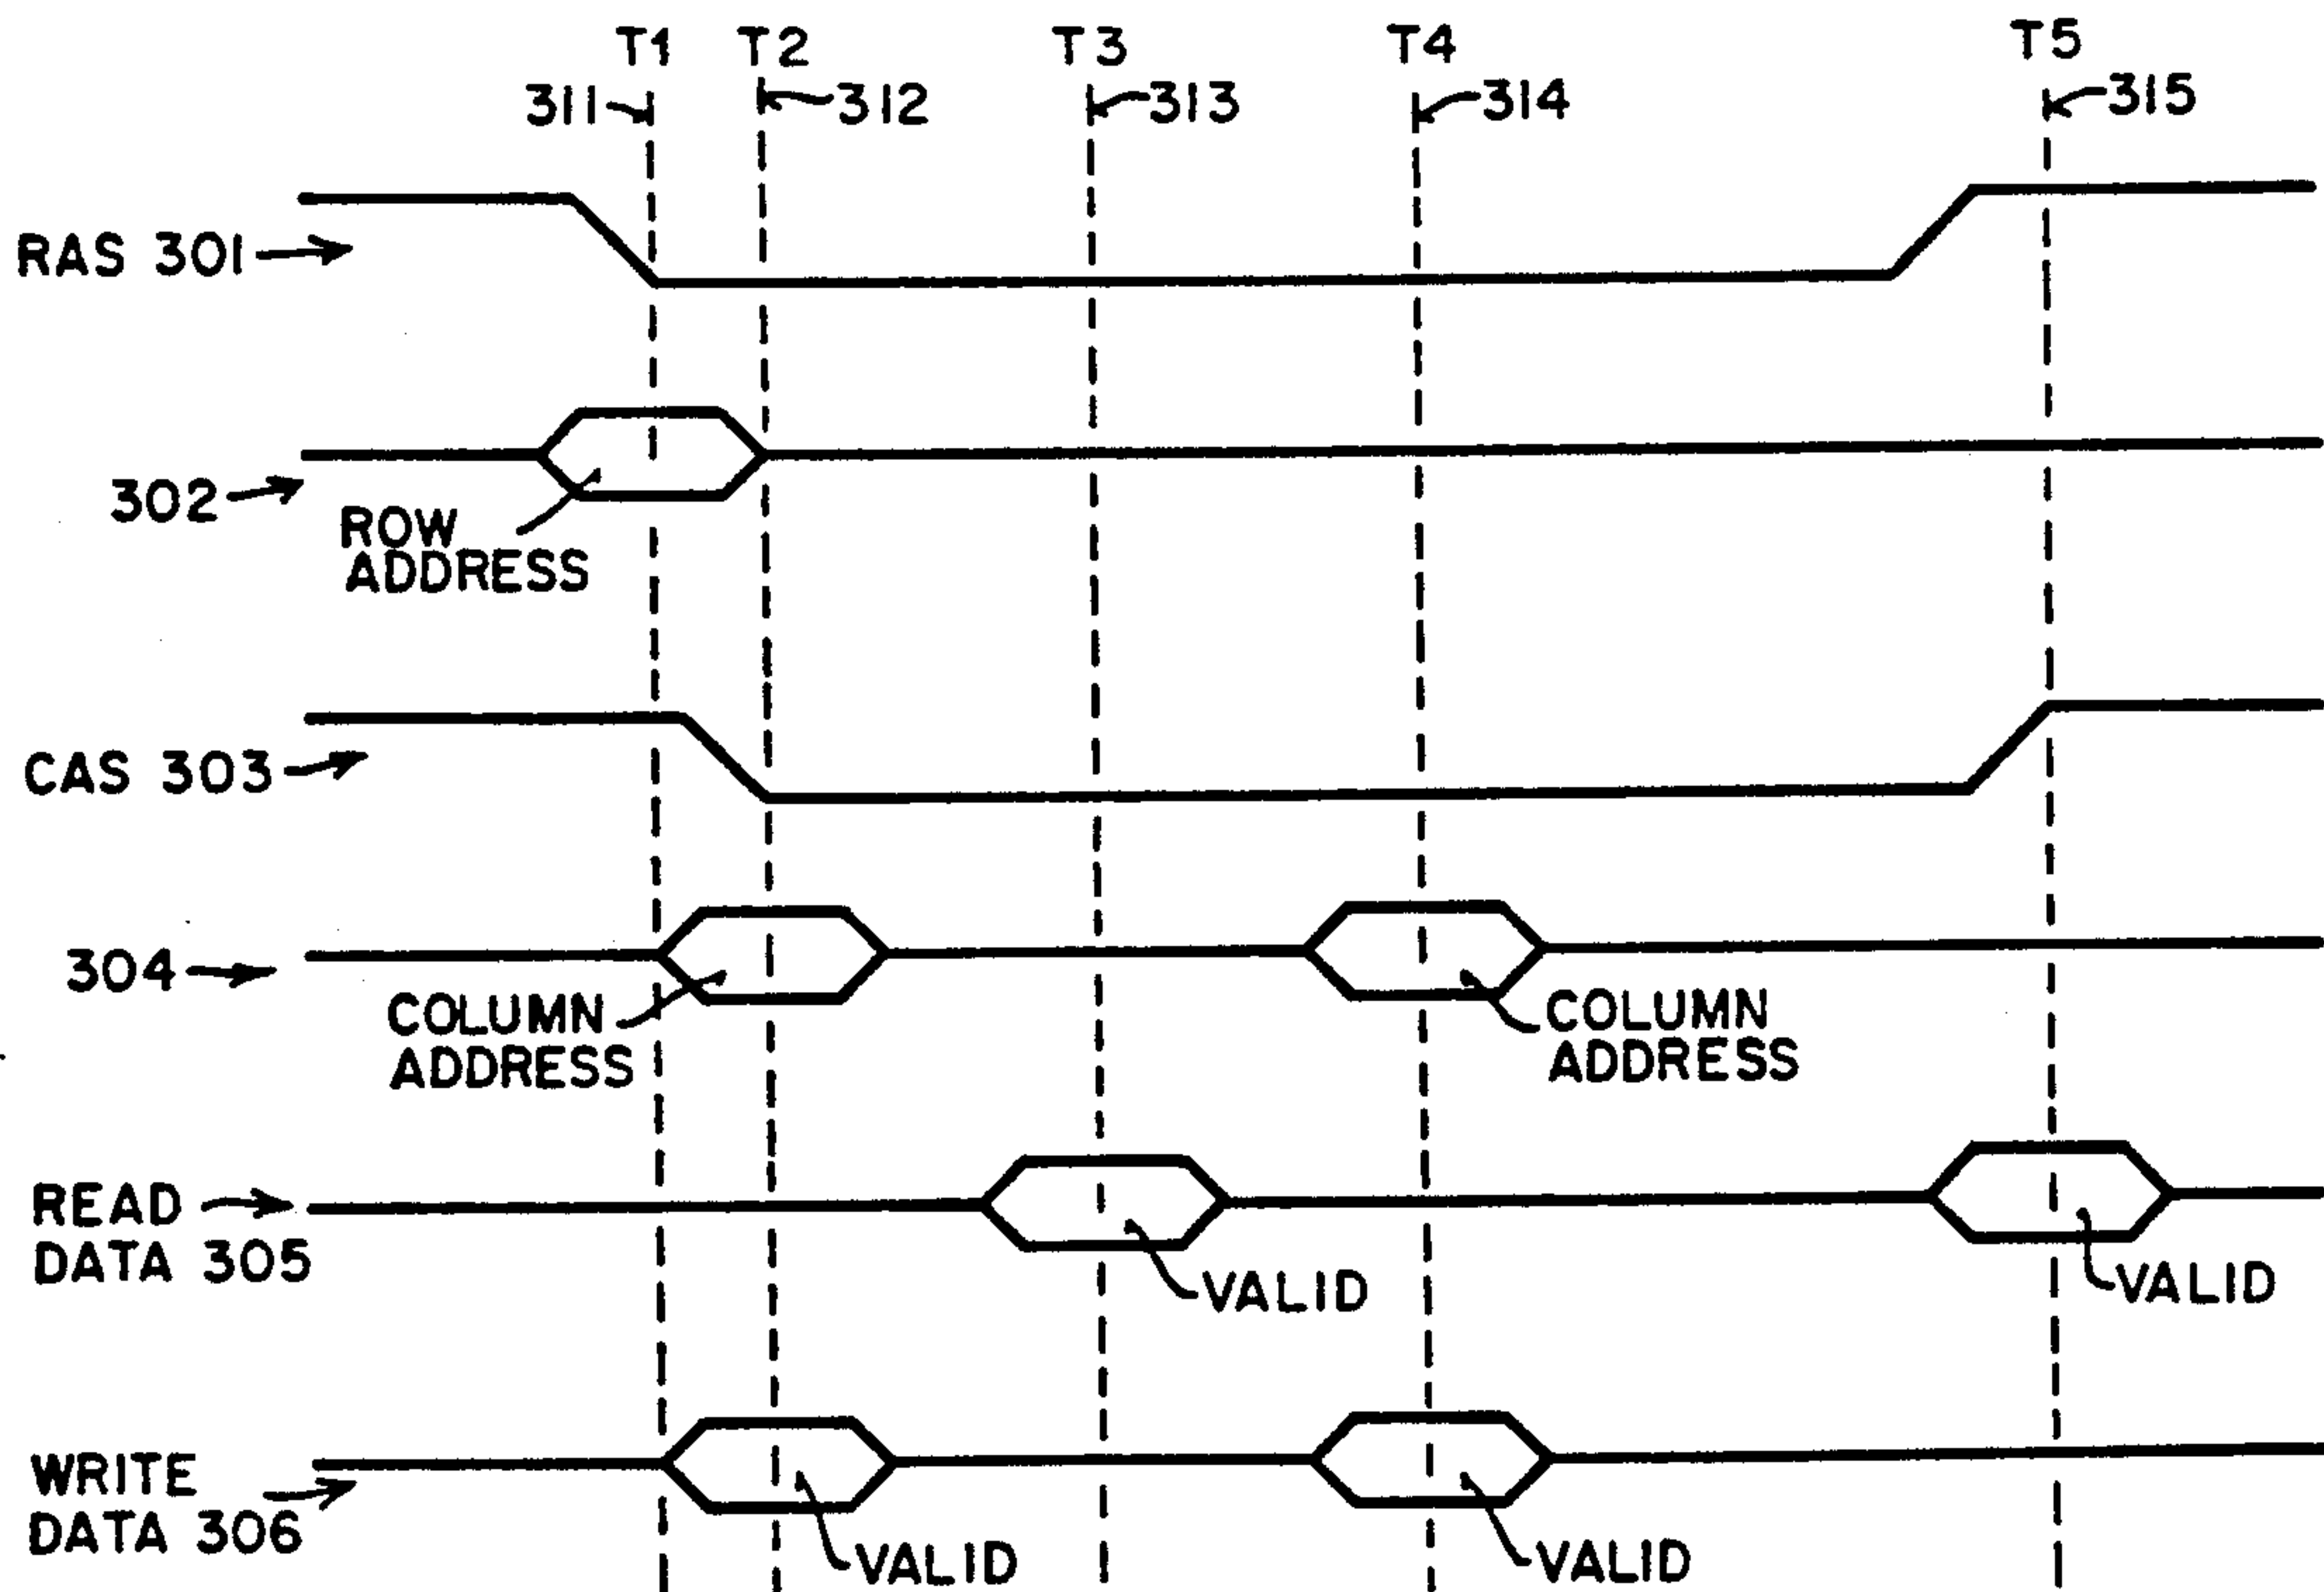 T1 T2 T3 T4 T5
311 312 313 314 315
RAS 301
302
ROW
ADDRESS
CAS 303
304
COLUMN
ADDRESS
COLUMN
ADDRESS
READ
DATA 305
VALID
VALID
WRITE
DATA 306
VALID
VALID